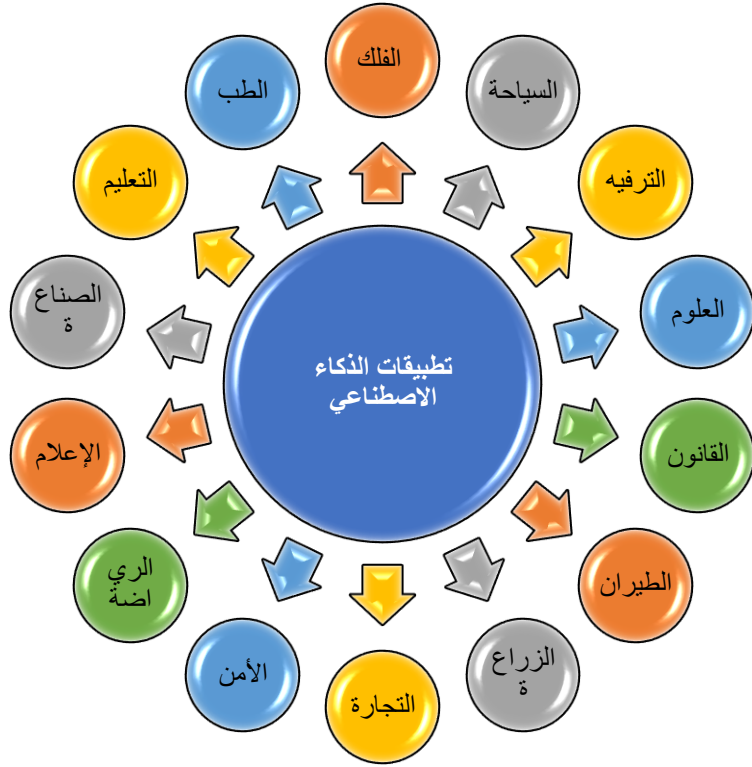 تطبيقات الذكاء
الاصطناعي
الفلك
السياحة
الترفيه
العلوم
القانون
الطيران
الزراع
ة
التجارة
الأمن
الري
اضة
الإعلام
الصناع
ة
التعليم
الطب